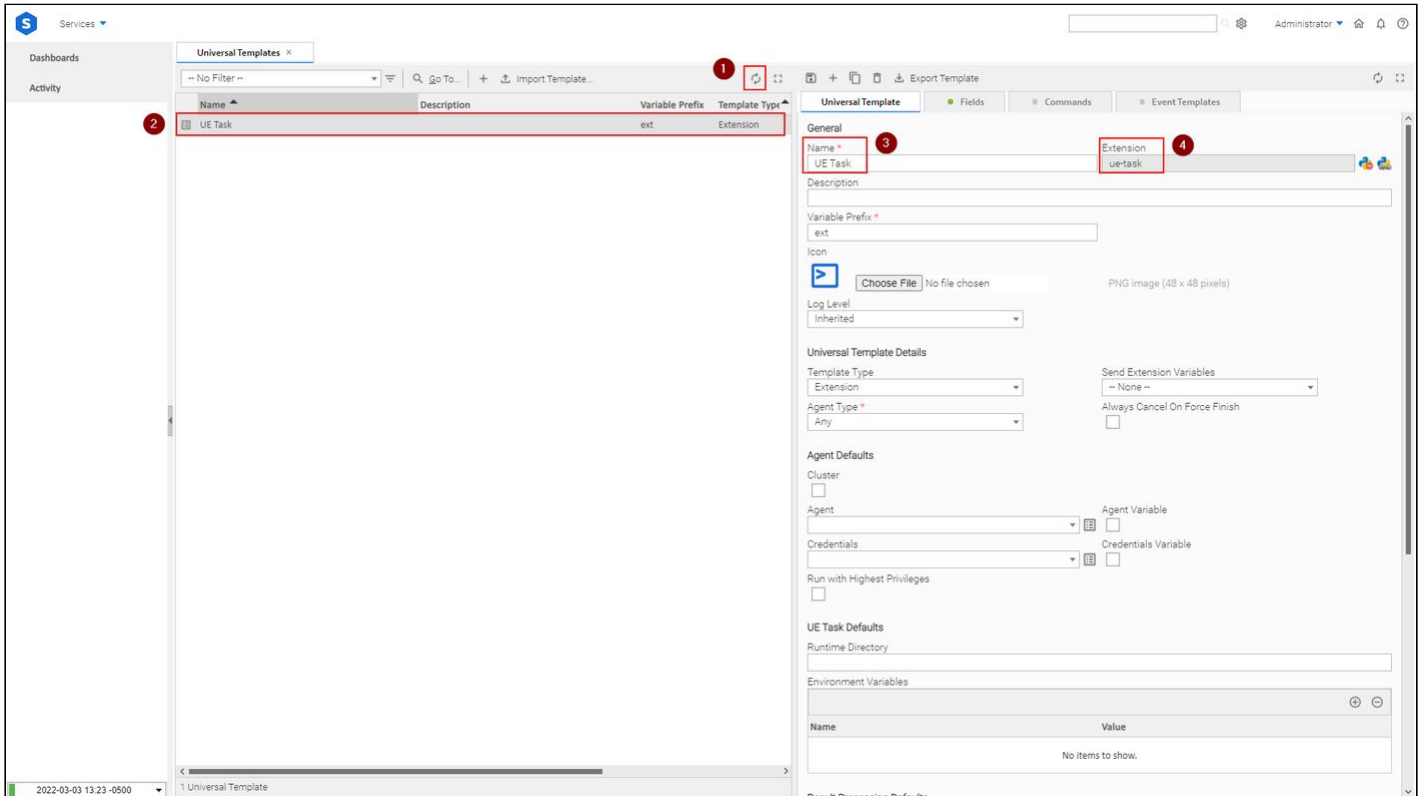 S Services Administrator
Dashboards
Activity
Universal Templates ×
-- No Filter -- Go To... Import Template...
1
Name Description Variable Prefix Template Type
2
UE Task ext Extension
1 Universal Template
2022-03-03 13:23 -0500
Export Template
Universal Template Fields Commands Event Templates
General
Name * 3 Extension 4
UE Task ue-task
Description
Variable Prefix *
ext
Icon
Choose File No file chosen PNG image (48 x 48 pixels)
Log Level
Inherited
Universal Template Details
Template Type Send Extension Variables
Extension -- None --
Agent Type * Always Cancel On Force Finish
Any
Agent Defaults
Cluster
Agent Agent Variable
Credentials Credentials Variable
Run with Highest Privileges
UE Task Defaults
Runtime Directory
Environment Variables
Name Value
No items to show.
Result Processing Defaults